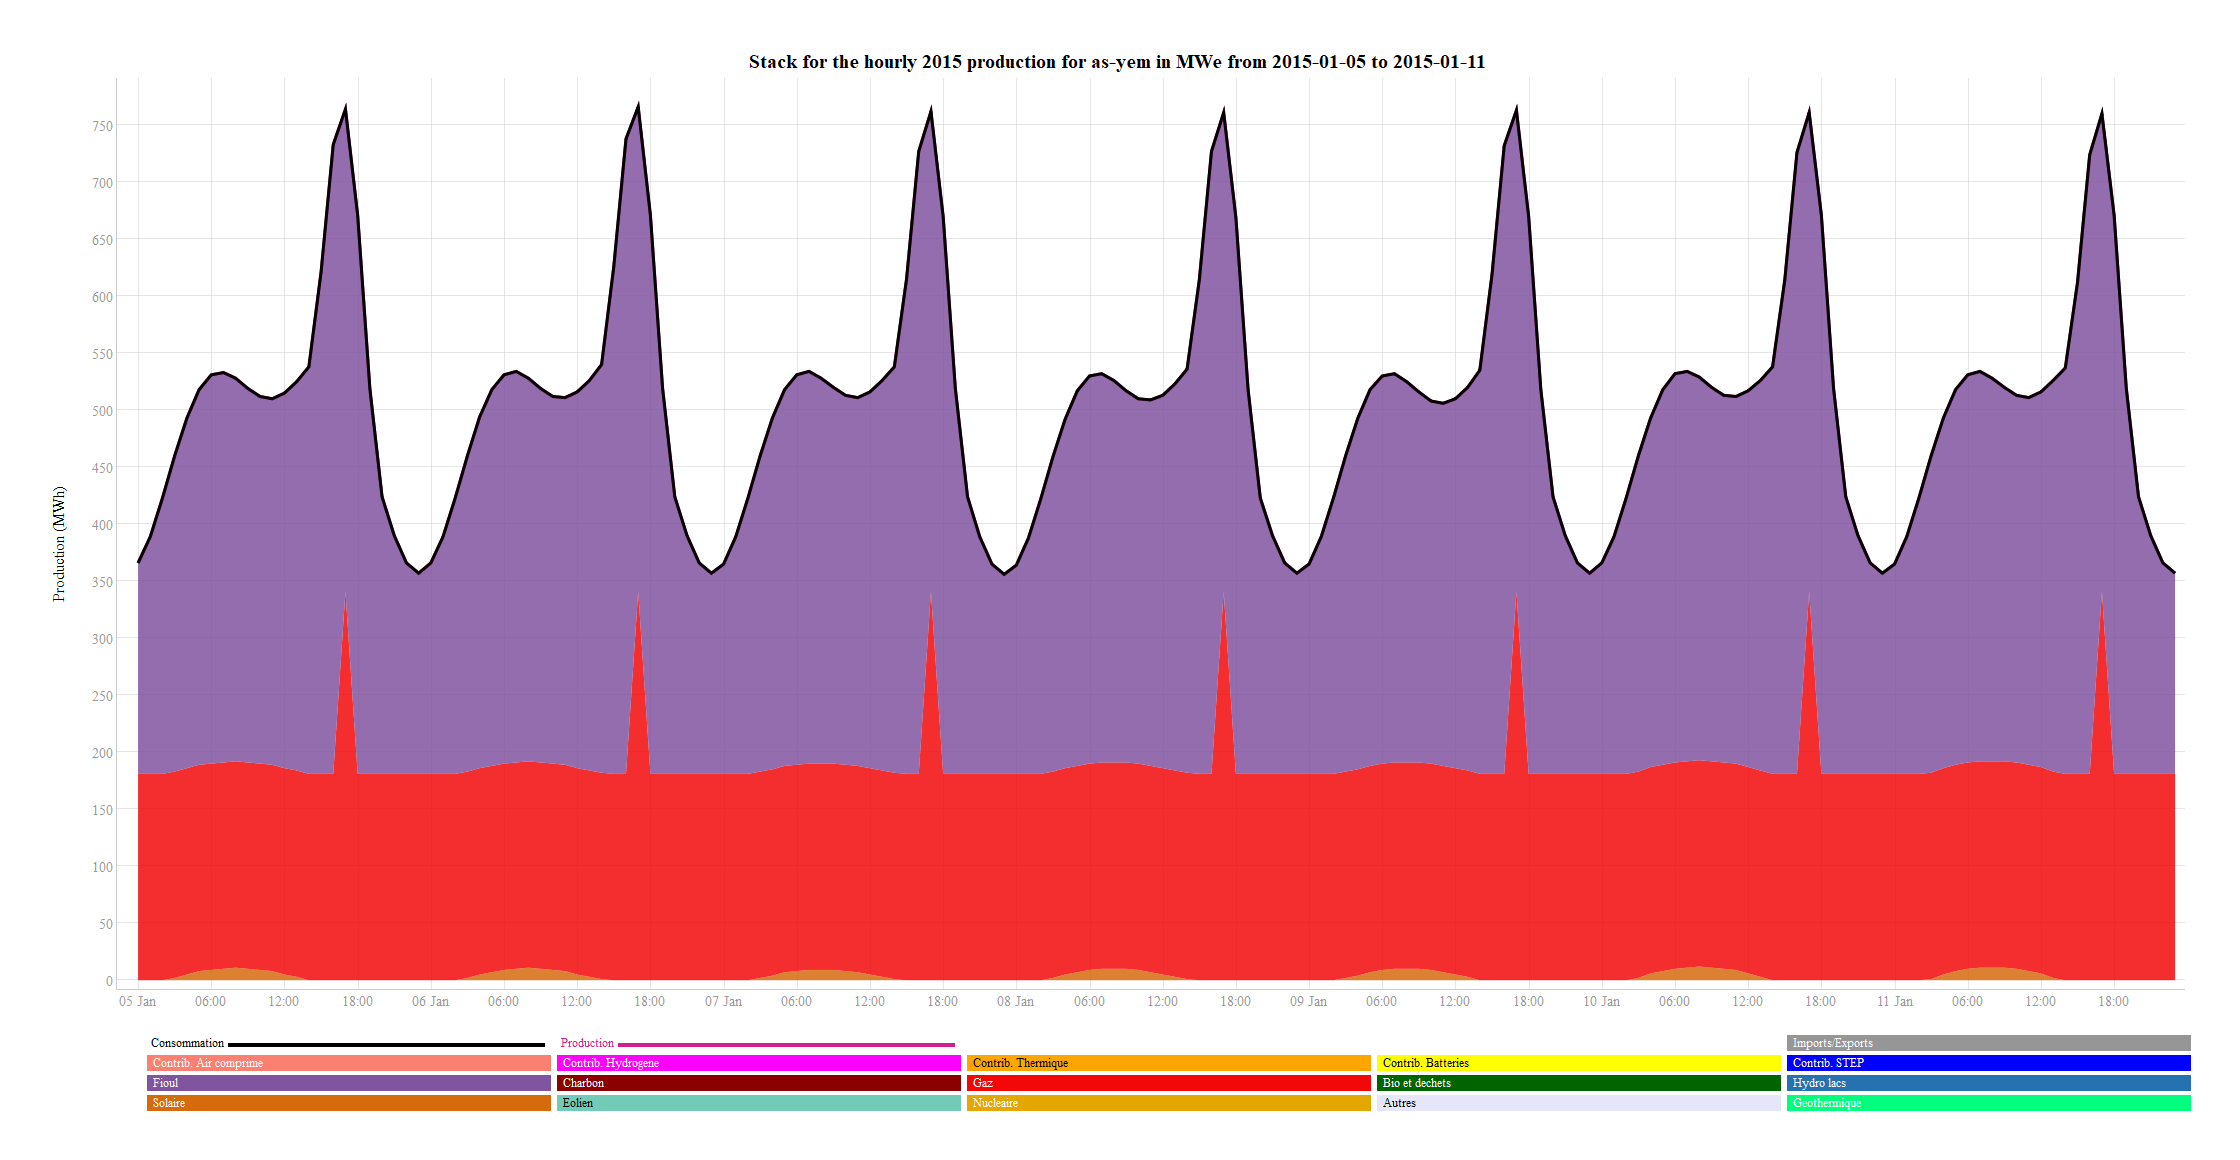 Stack for the hourly 2015 production for as-yem in MWe from 2015-01-05 to 2015-01-11
Production (MWh)
750
700
650
600
550
500
450
400
350
300
250
200
150
100
50
0
05 Jan 06:00 12:00 18:00 06 Jan 06:00 12:00 18:00 07 Jan 06:00 12:00 18:00 08 Jan 06:00 12:00 18:00 09 Jan 06:00 12:00 18:00 10 Jan 06:00 12:00 18:00 11 Jan 06:00 12:00 18:00
Consommation Production Imports/Exports
Contrib. Air comprime Contrib. Hydrogene Contrib. Thermique Contrib. Batteries Contrib. STEP
Fioul Charbon Gaz Bio et dechets Hydro lacs
Solaire Eolien Nucleaire Autres Geothermique